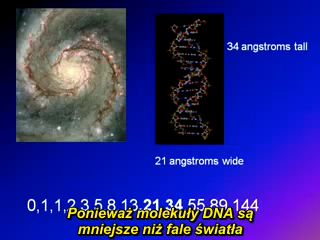 34 angstroms tall
21 angstroms wide
0,1,1,2,3,5,8,13,21,34,55,89,144
Ponieważ molekuły DNA są
mniejsze niż fale światła